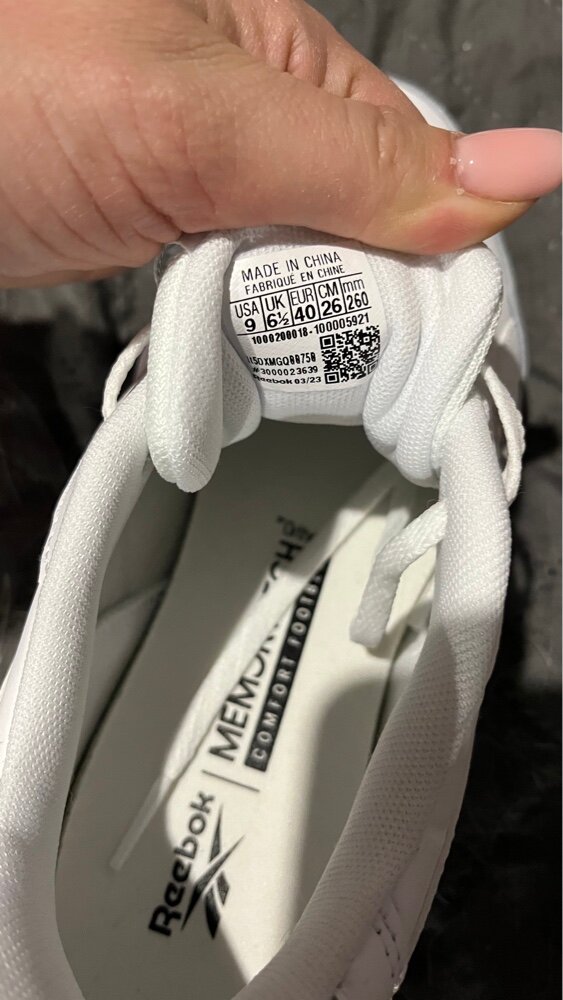 MADE IN CHINA
FABRIQUÉ EN CHINE
USA UK EUR CM mm
9 6½ 40 26 260
1000200018-100005921
#3000023639
Reebok 03/23
Reebok | MEMORY TECH
COMFORT FOOTBED